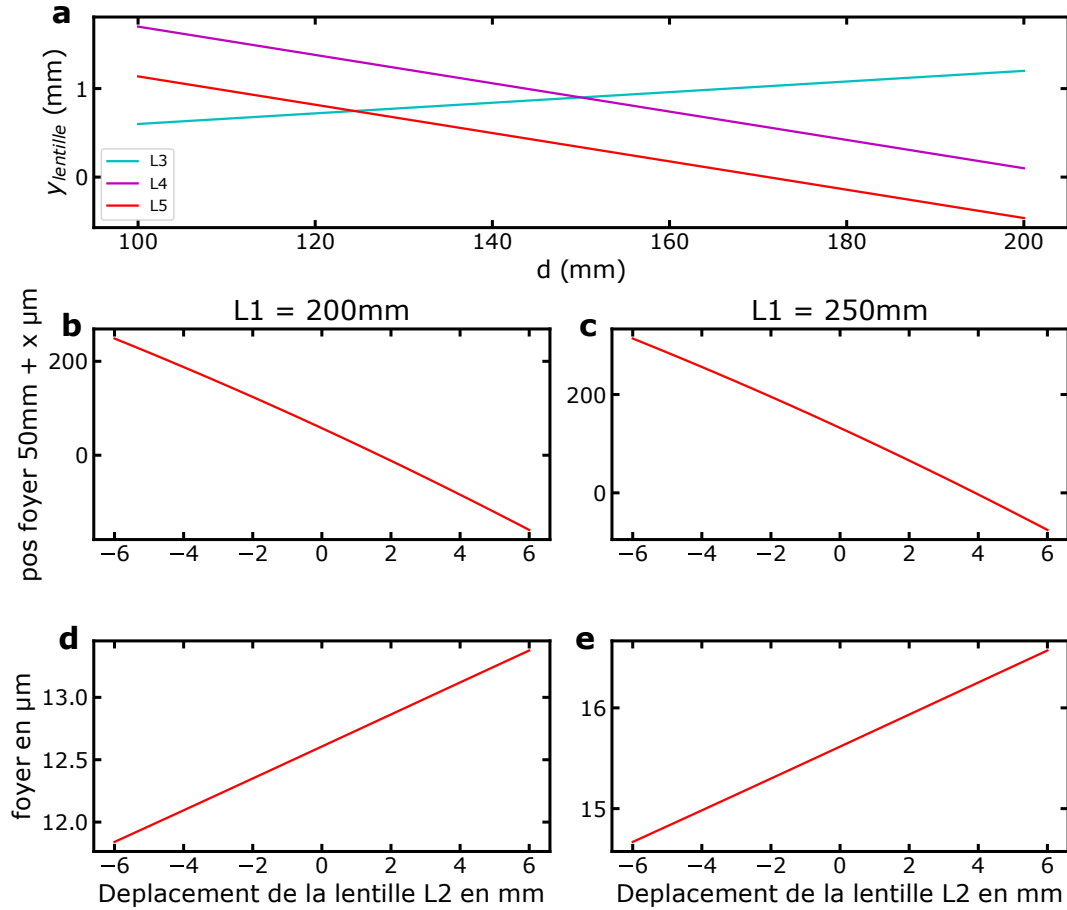 a
y_lentille (mm)
1
0
L3
L4
L5
100 120 140 160 180 200
d (mm)
L1 = 200mm
L1 = 250mm
b
pos foyer 50mm + x µm
200
0
−6 −4 −2 0 2 4 6
c
200
0
−6 −4 −2 0 2 4 6
d
foyer en µm
13.0
12.5
12.0
−6 −4 −2 0 2 4 6
Deplacement de la lentille L2 en mm
e
16
15
−6 −4 −2 0 2 4 6
Deplacement de la lentille L2 en mm